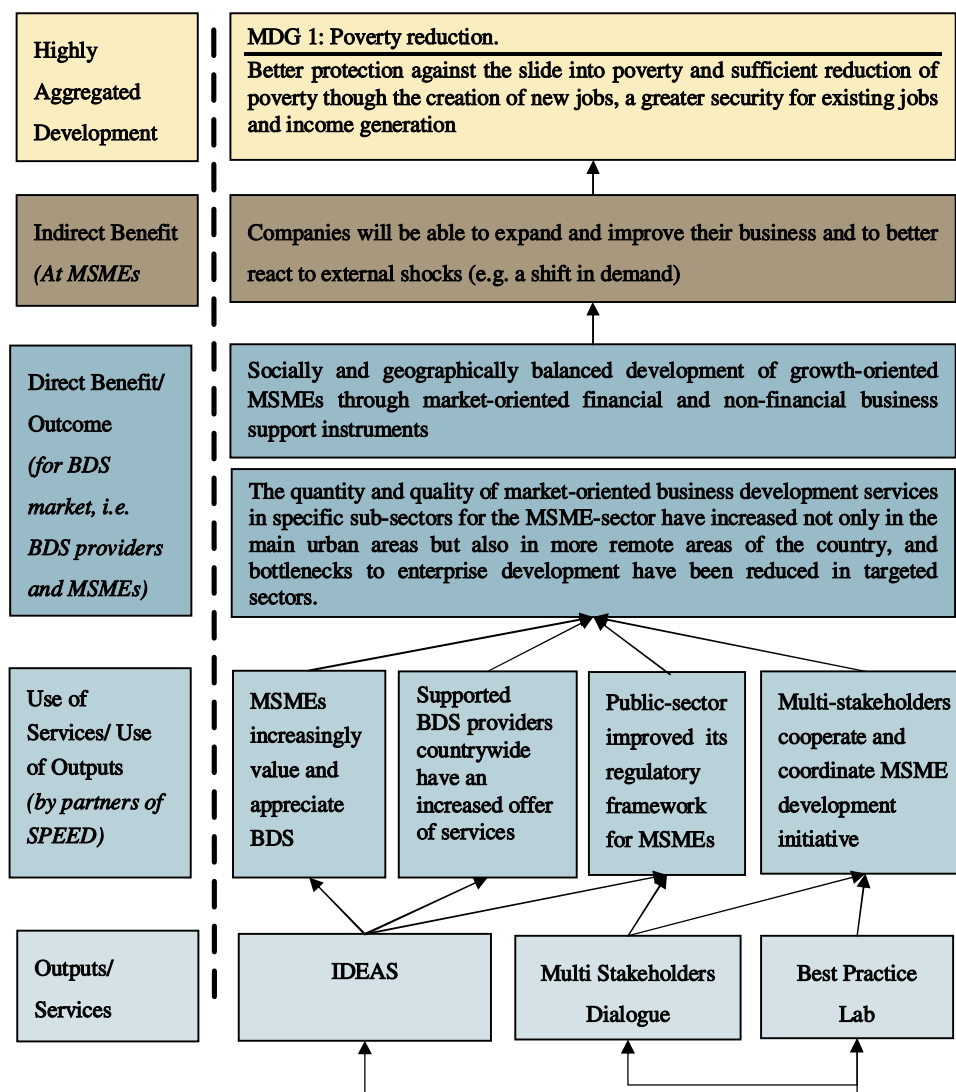 Highly
Aggregated
Development
MDG 1: Poverty reduction.
Better protection against the slide into poverty and sufficient reduction of
poverty though the creation of new jobs, a greater security for existing jobs
and income generation
Indirect Benefit
(At MSMEs
Companies will be able to expand and improve their business and to better
react to external shocks (e.g. a shift in demand)
Direct Benefit/
Outcome
(for BDS
market, i.e.
BDS providers
and MSMEs)
Socially and geographically balanced development of growth-oriented
MSMEs through market-oriented financial and non-financial business
support instruments
The quantity and quality of market-oriented business development services
in specific sub-sectors for the MSME-sector have increased not only in the
main urban areas but also in more remote areas of the country, and
bottlenecks to enterprise development have been reduced in targeted
sectors.
Use of
Services/ Use
of Outputs
(by partners of
SPEED)
MSMEs
increasingly
value and
appreciate
BDS
Supported
BDS providers
countrywide
have an
increased offer
of services
Public-sector
improved its
regulatory
framework
for MSMEs
Multi-stakeholders
cooperate and
coordinate MSME
development
initiative
Outputs/
Services
IDEAS
Multi Stakeholders
Dialogue
Best Practice
Lab